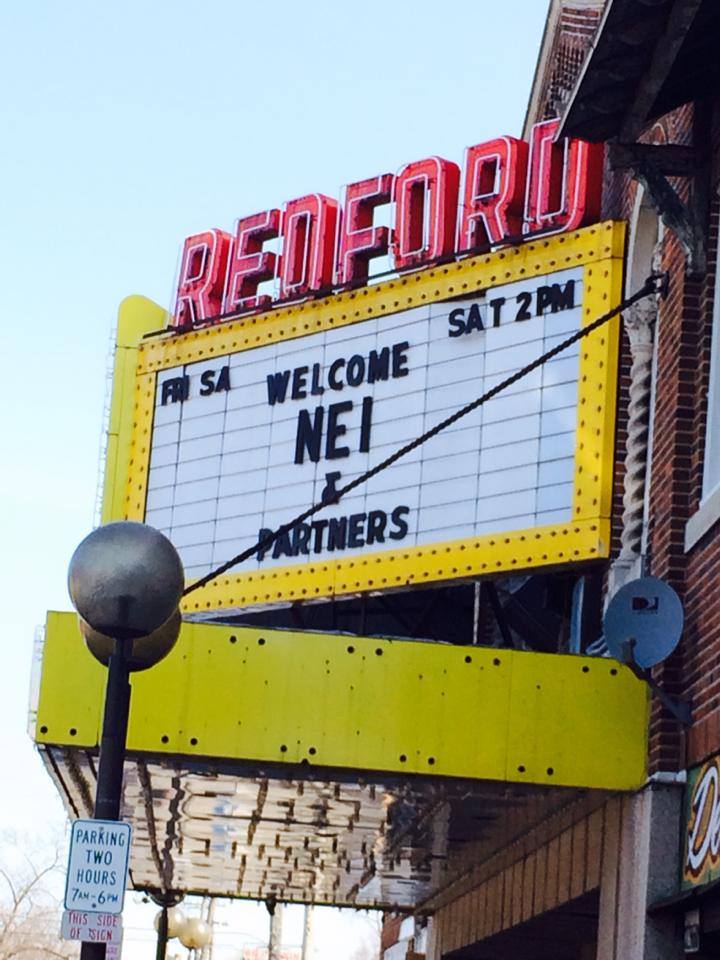 REDFORD
FRI SA
SAT 2PM
WELCOME
NEI
&
PARTNERS
PARKING
TWO
HOURS
7AM-6PM
THIS SIDE
OF SIGN